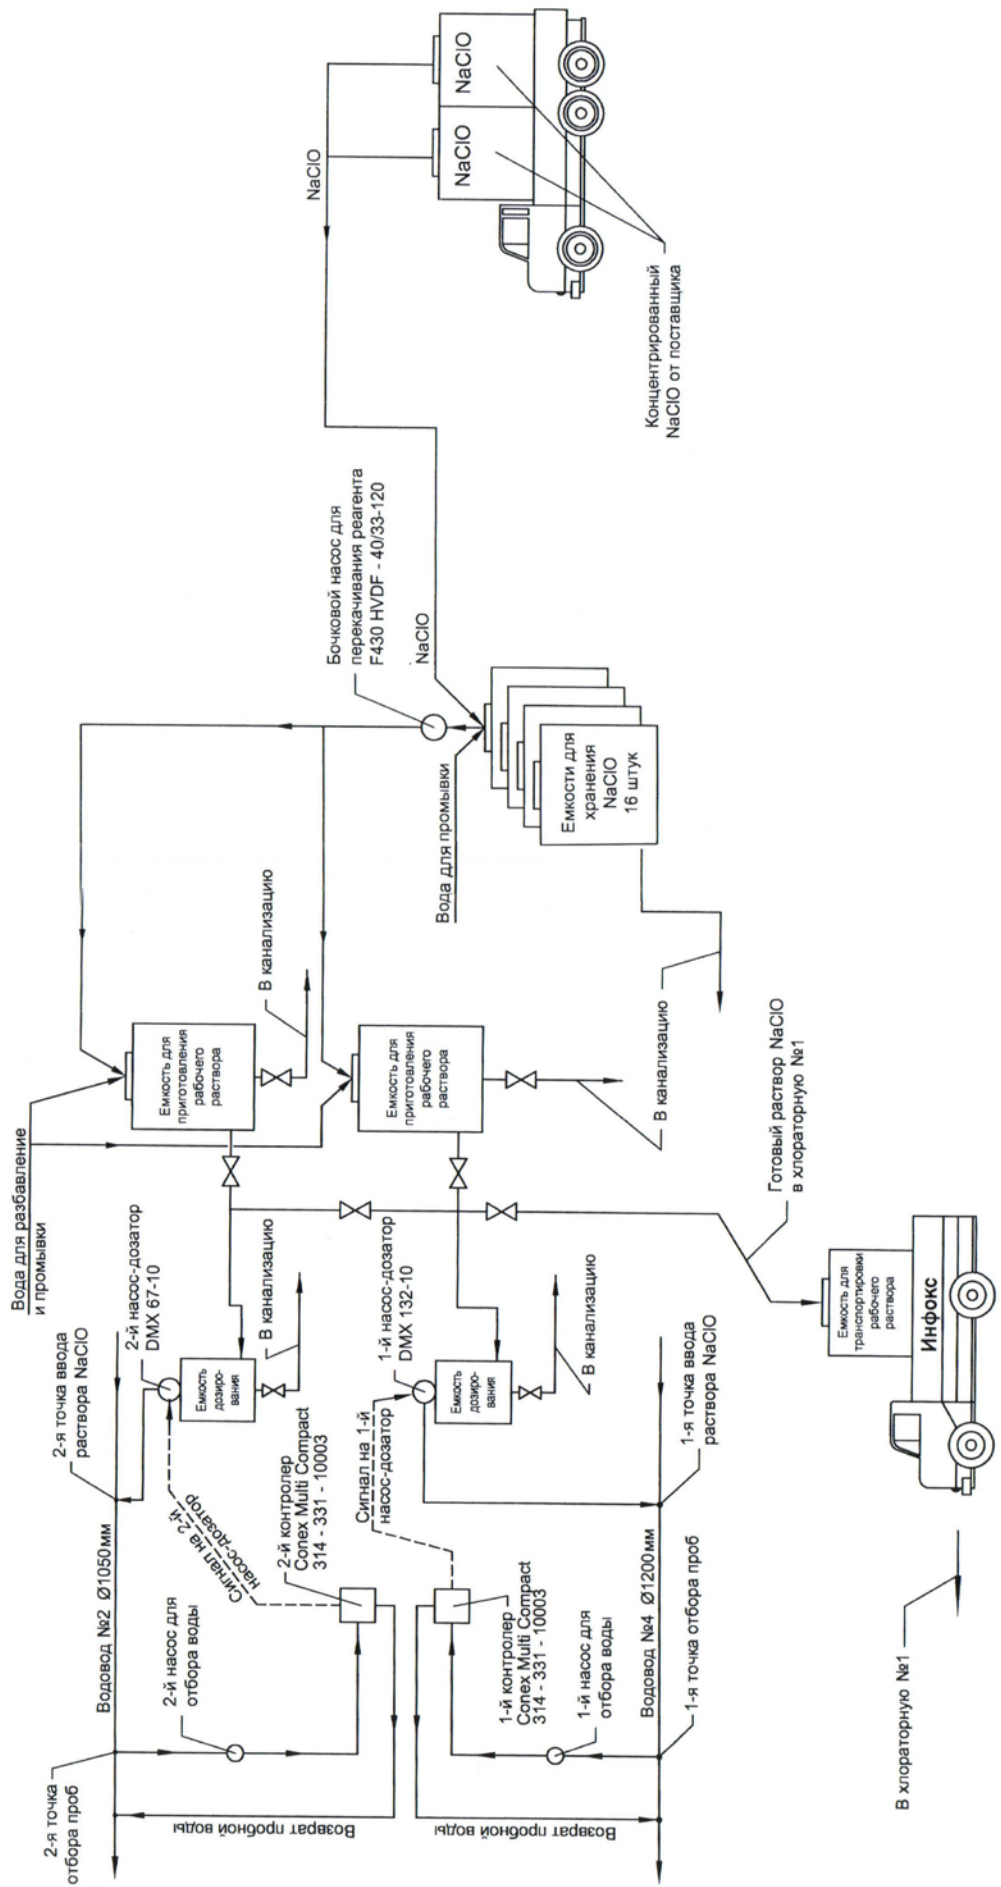 2-я точка
отбора проб
Водовод №2 Ø1050мм
2-я точка ввода
раствора NaClO
2-й насос-дозатор
DMX 67-10
Вода для разбавление
и промывки
Емкость для
приготовления
рабочего
раствора
В канализацию
Возврат пробной воды
2-й насос для
отбора воды
Сигнал на 2-й
насос-дозатор
2-й контролер
Conex Multi Compact
314 - 331 - 10003
Емкость
дозиро-
вания
В канализацию
Емкость для
приготовления
рабочего
раствора
Бочковой насос для
перекачивания реагента
F430 HVDF - 40/33-120
NaClO
NaClO
NaClO
NaClO
Концентрированный
NaClO от поставщика
Вода для промывки
Емкости для
хранения
NaClO
16 штук
Сигнал на 1-й
насос-дозатор
1-й насос-дозатор
DMX 132-10
Емкость
дозиро-
вания
В канализацию
В канализацию
В канализацию
Возврат пробной воды
1-й контролер
Conex Multi Compact
314 - 331 - 10003
1-й насос для
отбора воды
Водовод №4 Ø1200мм
1-я точка отбора проб
1-я точка ввода
раствора NaClO
Готовый раствор NaClO
в хлораторную №1
Емкость для
транспортировки
рабочего
раствора
Инфокс
В хлораторную №1